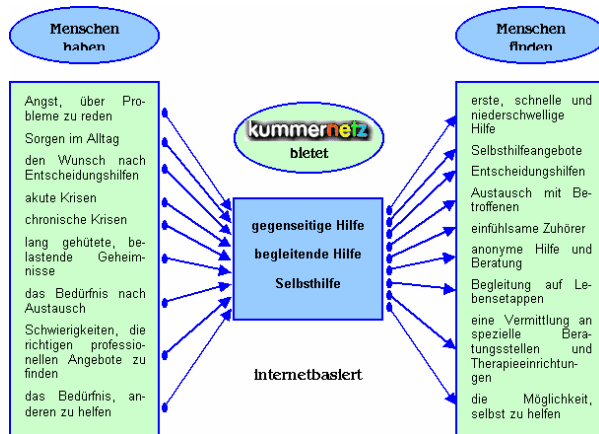 Menschen
haben
Angst, über Pro-
bleme zu reden
Sorgen im Alltag
den Wunsch nach
Entscheidungshilfen
akute Krisen
chronische Krisen
lang gehütete, be-
lastende Geheim-
nisse
das Bedürfnis nach
Austausch
Schwierigkeiten, die
richtigen professio-
nellen Angebote zu
finden
das Bedürfnis, an-
deren zu helfen
kummernetz
bietet
gegenseitige Hilfe
begleitende Hilfe
Selbsthilfe
internetbasiert
Menschen
finden
erste, schnelle und
niederschwellige
Hilfe
Selbsthilfeangebote
Entscheidungshilfen
Austausch mit Be-
troffenen
einfühlsame Zuhörer
anonyme Hilfe und
Beratung
Begleitung auf Le-
bensetappen
eine Vermittlung an
spezielle Bera-
tungsstellen und
Therapieeinrichtun-
gen
die Möglichkeit,
selbst zu helfen